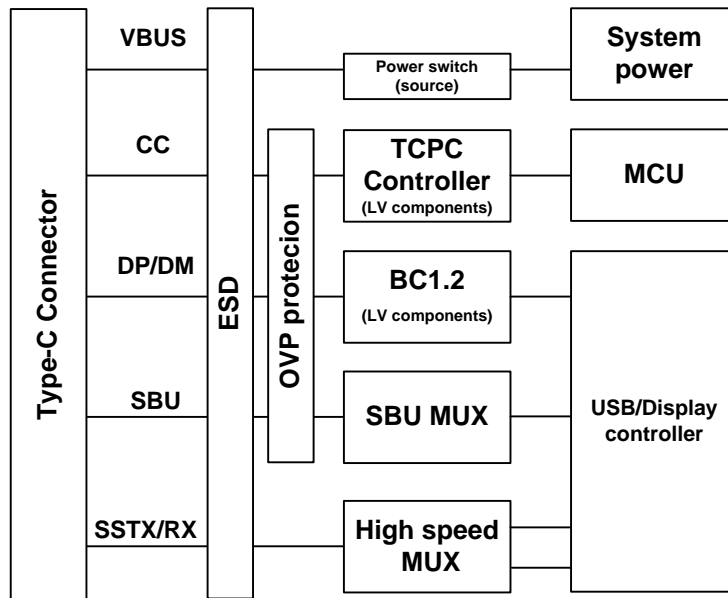 Type-C Connector
VBUS
CC
DP/DM
SBU
SSTX/RX
ESD
OVP protecion
Power switch
(source)
TCPC
Controller
(LV components)
BC1.2
(LV components)
SBU MUX
High speed
MUX
System
power
MCU
USB/Display
controller